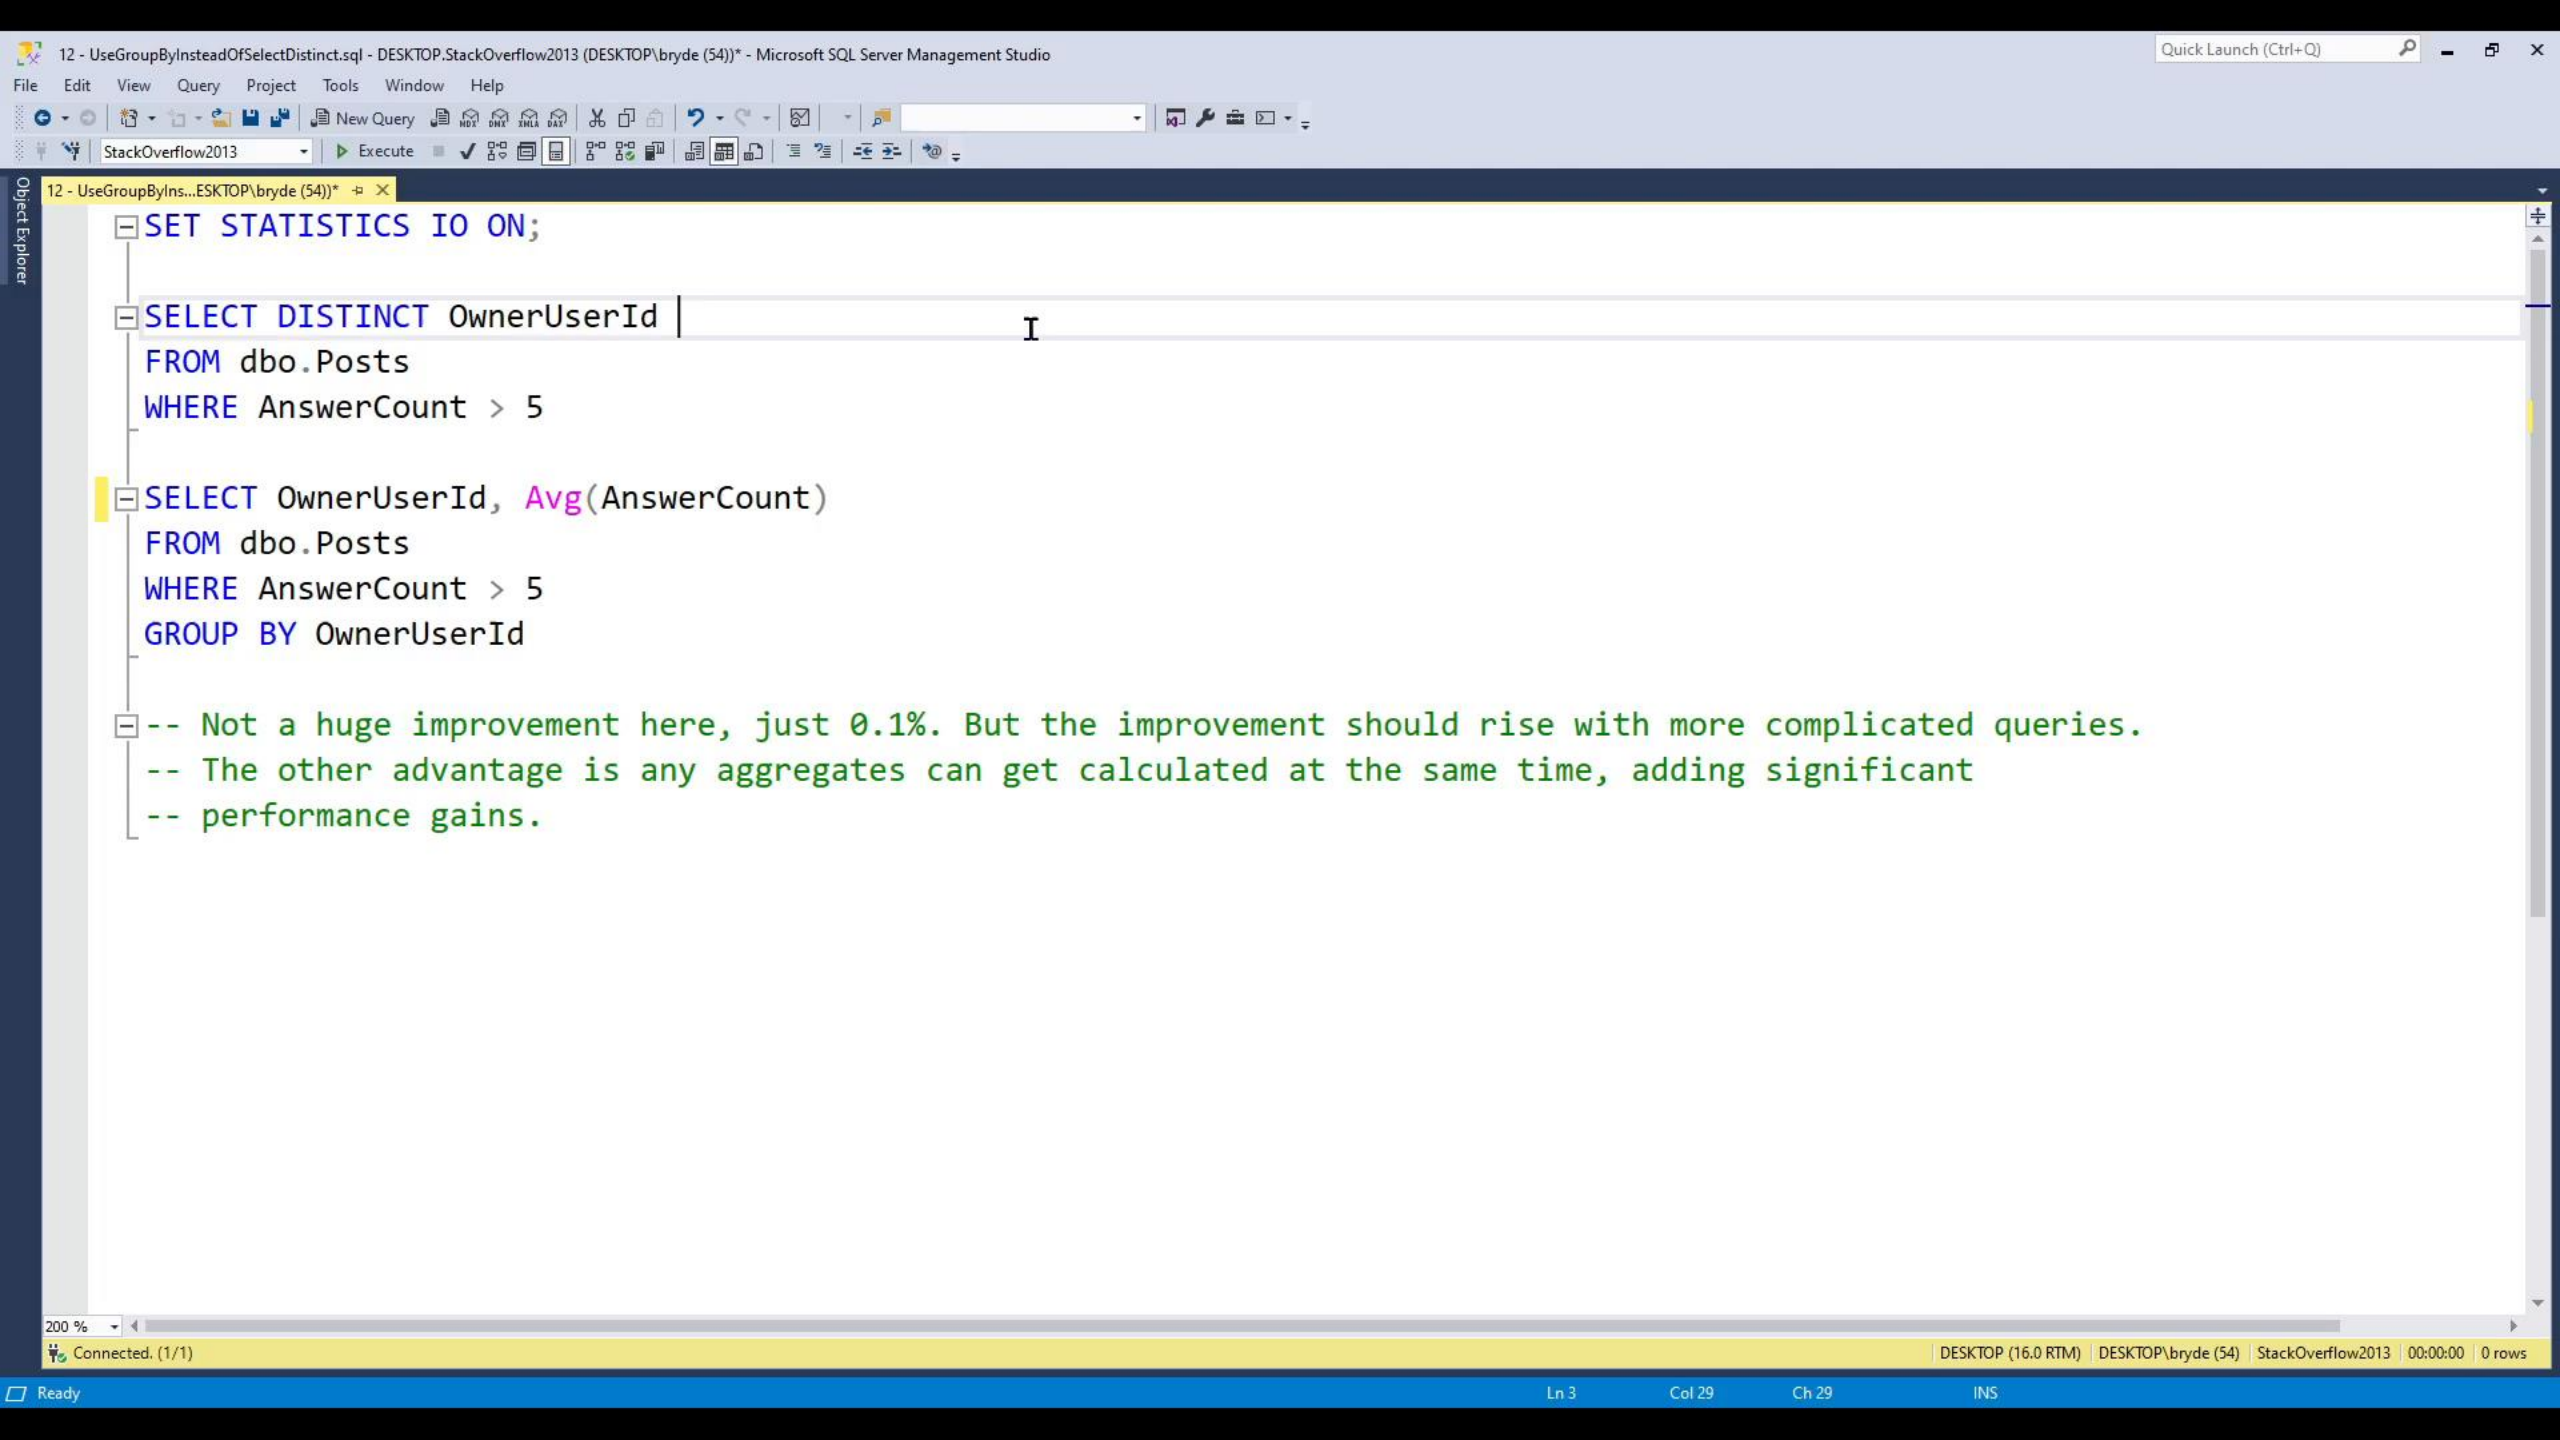 12 - UseGroupByInsteadOfSelectDistinct.sql - DESKTOP.StackOverflow2013 (DESKTOP\bryde (54))* - Microsoft SQL Server Management Studio
Quick Launch (Ctrl+Q)
File Edit View Query Project Tools Window Help
New Query
StackOverflow2013
Execute
Object Explorer
12 - UseGroupByIns...ESKTOP\bryde (54))*
SET STATISTICS IO ON;
SELECT DISTINCT OwnerUserId
FROM dbo.Posts
WHERE AnswerCount > 5
SELECT OwnerUserId, Avg(AnswerCount)
FROM dbo.Posts
WHERE AnswerCount > 5
GROUP BY OwnerUserId
-- Not a huge improvement here, just 0.1%. But the improvement should rise with more complicated queries.
-- The other advantage is any aggregates can get calculated at the same time, adding significant
-- performance gains.
200 %
Connected. (1/1)
DESKTOP (16.0 RTM) DESKTOP\bryde (54) StackOverflow2013 00:00:00 0 rows
Ready
Ln 3 Col 29 Ch 29 INS